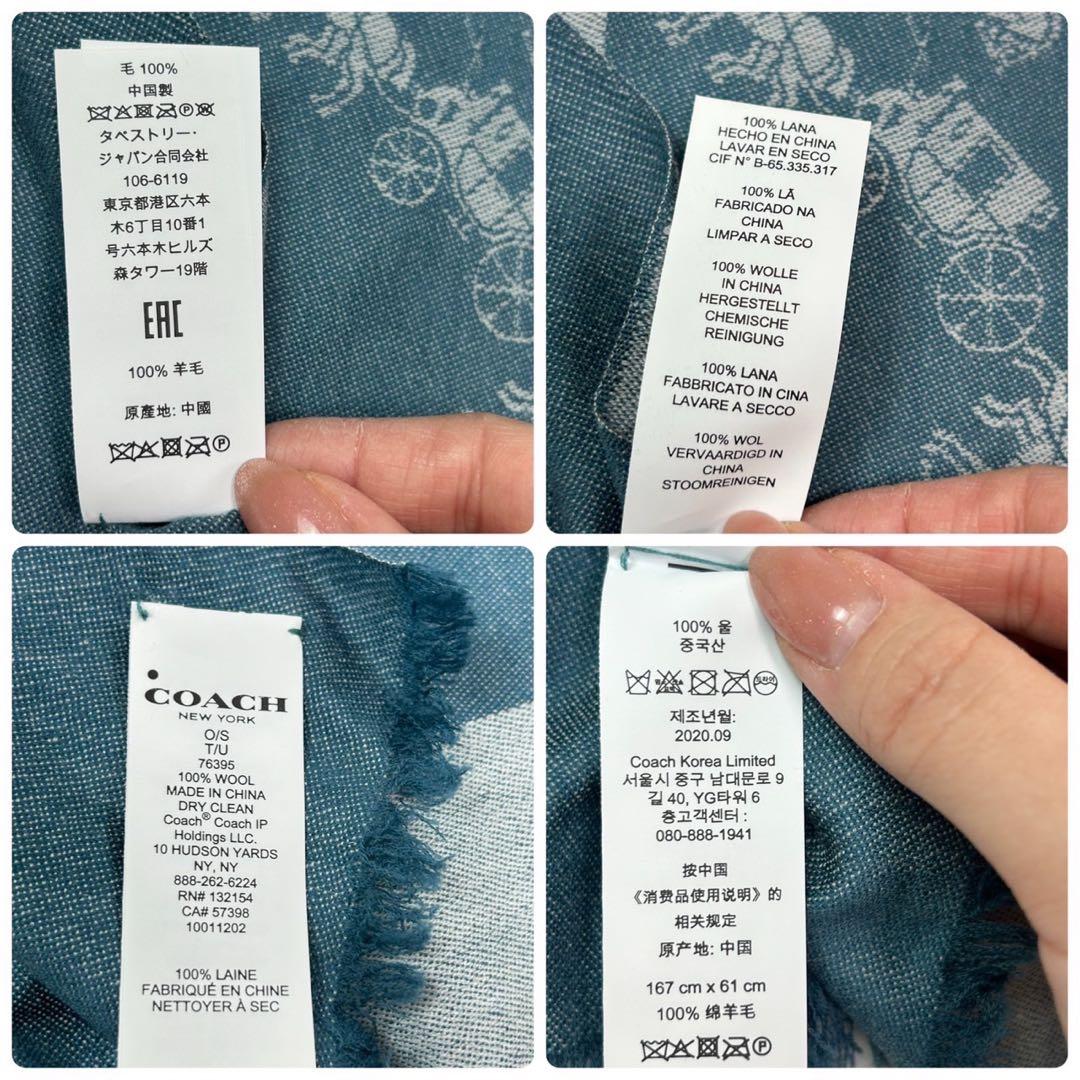 毛 100%
中国製
タペストリー・
ジャパン合同会社
106-6119
東京都港区六本
木6丁目10番1
号六本木ヒルズ
森タワー19階
EAC
100% 羊毛
原產地: 中國
100% LANA
HECHO EN CHINA
LAVAR EN SECO
CIF N° B-65.335.317
100% LÃ
FABRICADO NA
CHINA
LIMPAR A SECO
100% WOLLE
IN CHINA
HERGESTELLT
CHEMISCHE
REINIGUNG
100% LANA
FABBRICATO IN CINA
LAVARE A SECCO
100% WOL
VERVAARDIGD IN
CHINA
STOOMREINIGEN
COACH
NEW YORK
O/S
T/U
76395
100% WOOL
MADE IN CHINA
DRY CLEAN
Coach® Coach IP
Holdings LLC.
10 HUDSON YARDS
NY, NY
888-262-6224
RN# 132154
CA# 57398
10011202
100% LAINE
FABRIQUÉ EN CHINE
NETTOYER À SEC
100% 울
중국산
드라이
제조년월:
2020.09
Coach Korea Limited
서울시 중구 남대문로 9
길 40, YG타워 6
층고객센터 :
080-888-1941
按中国
《消费品使用说明》的
相关规定
原产地: 中国
167 cm x 61 cm
100% 绵羊毛